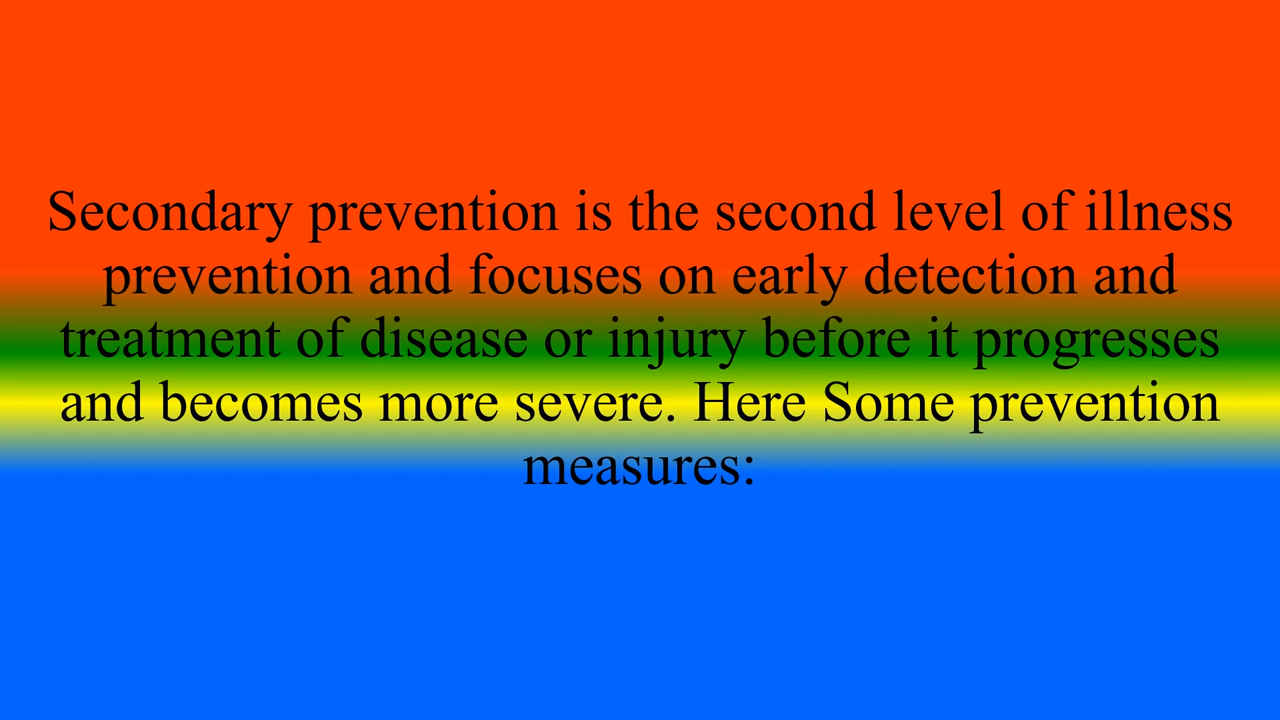 Secondary prevention is the second level of illness
prevention and focuses on early detection and
treatment of disease or injury before it progresses
and becomes more severe. Here Some prevention
measures: